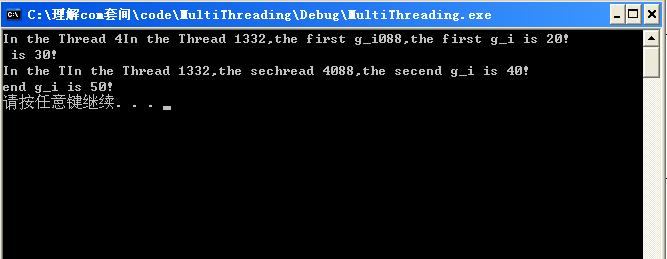 C:\理解com套间\code\MultiThreading\Debug\MultiThreading.exe
In the Thread 4In the Thread 1332,the first g_i088,the first g_i is 20!
 is 30!
In the TIn the Thread 1332,the sechread 4088,the secend g_i is 40!
end g_i is 50!
请按任意键继续. . .